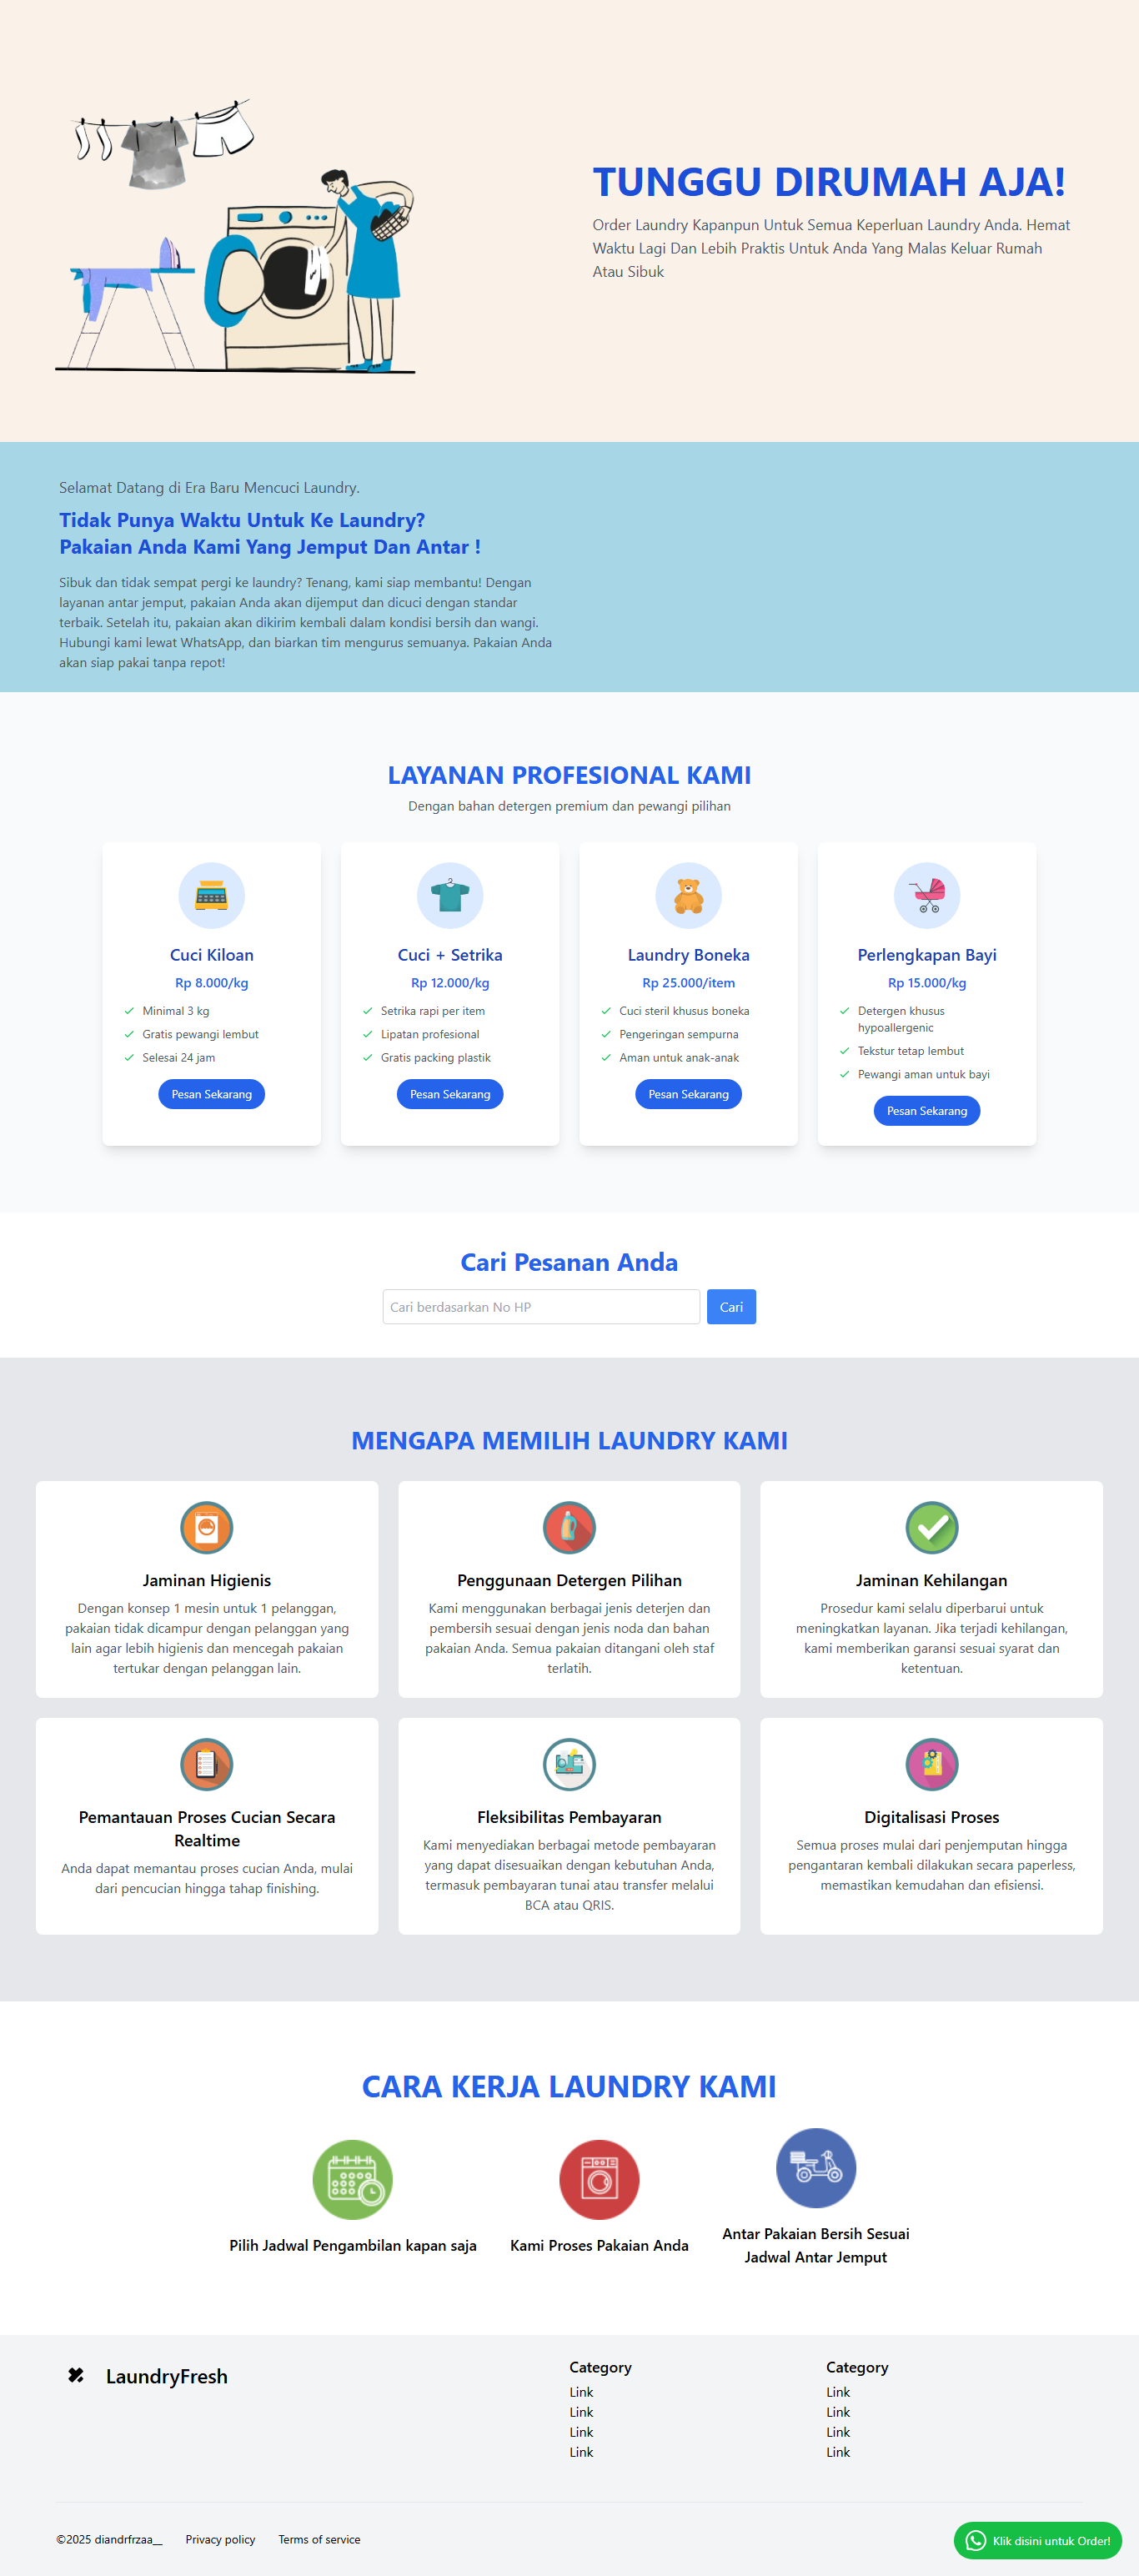 TUNGGU DIRUMAH AJA!
Order Laundry Kapanpun Untuk Semua Keperluan Laundry Anda. Hemat
Waktu Lagi Dan Lebih Praktis Untuk Anda Yang Malas Keluar Rumah
Atau Sibuk
Selamat Datang di Era Baru Mencuci Laundry.
Tidak Punya Waktu Untuk Ke Laundry?
Pakaian Anda Kami Yang Jemput Dan Antar !
Sibuk dan tidak sempat pergi ke laundry? Tenang, kami siap membantu! Dengan
layanan antar jemput, pakaian Anda akan dijemput dan dicuci dengan standar
terbaik. Setelah itu, pakaian akan dikirim kembali dalam kondisi bersih dan wangi.
Hubungi kami lewat WhatsApp, dan biarkan tim mengurus semuanya. Pakaian Anda
akan siap pakai tanpa repot!
LAYANAN PROFESIONAL KAMI
Dengan bahan detergen premium dan pewangi pilihan
Cuci Kiloan
Rp 8.000/kg
Minimal 3 kg
Gratis pewangi lembut
Selesai 24 jam
Pesan Sekarang
Cuci + Setrika
Rp 12.000/kg
Setrika rapi per item
Lipatan profesional
Gratis packing plastik
Pesan Sekarang
Laundry Boneka
Rp 25.000/item
Cuci steril khusus boneka
Pengeringan sempurna
Aman untuk anak-anak
Pesan Sekarang
Perlengkapan Bayi
Rp 15.000/kg
Detergen khusus
hypoallergenic
Tekstur tetap lembut
Pewangi aman untuk bayi
Pesan Sekarang
Cari Pesanan Anda
Cari berdasarkan No HP
Cari
MENGAPA MEMILIH LAUNDRY KAMI
Jaminan Higienis
Dengan konsep 1 mesin untuk 1 pelanggan,
pakaian tidak dicampur dengan pelanggan yang
lain agar lebih higienis dan mencegah pakaian
tertukar dengan pelanggan lain.
Penggunaan Detergen Pilihan
Kami menggunakan berbagai jenis deterjen dan
pembersih sesuai dengan jenis noda dan bahan
pakaian Anda. Semua pakaian ditangani oleh staf
terlatih.
Jaminan Kehilangan
Prosedur kami selalu diperbarui untuk
meningkatkan layanan. Jika terjadi kehilangan,
kami memberikan garansi sesuai syarat dan
ketentuan.
Pemantauan Proses Cucian Secara
Realtime
Anda dapat memantau proses cucian Anda, mulai
dari pencucian hingga tahap finishing.
Fleksibilitas Pembayaran
Kami menyediakan berbagai metode pembayaran
yang dapat disesuaikan dengan kebutuhan Anda,
termasuk pembayaran tunai atau transfer melalui
BCA atau QRIS.
Digitalisasi Proses
Semua proses mulai dari penjemputan hingga
pengantaran kembali dilakukan secara paperless,
memastikan kemudahan dan efisiensi.
CARA KERJA LAUNDRY KAMI
Pilih Jadwal Pengambilan kapan saja
Kami Proses Pakaian Anda
Antar Pakaian Bersih Sesuai
Jadwal Antar Jemput
LaundryFresh
Category
Link
Link
Link
Link
Category
Link
Link
Link
Link
©2025 diandrfrzaa__
Privacy policy
Terms of service
Klik disini untuk Order!